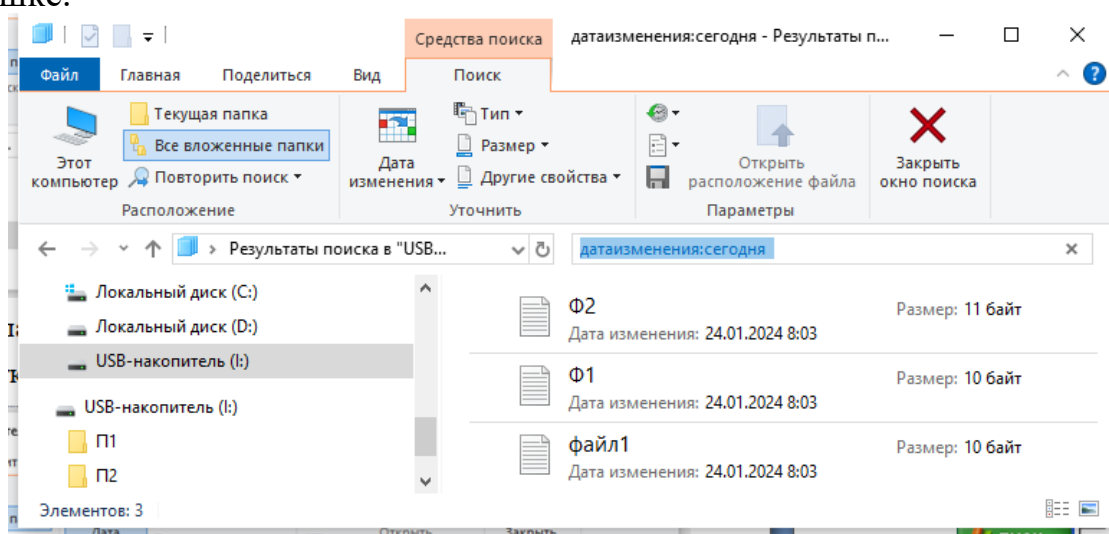 шке.
Средства поиска
датаизменения:сегодня - Результаты п...
Файл Главная Поделиться Вид Поиск
Этот компьютер
Текущая папка
Все вложенные папки
Повторить поиск
Расположение
Дата изменения
Тип
Размер
Другие свойства
Уточнить
Открыть расположение файла
Параметры
Закрыть окно поиска
Результаты поиска в "USB...
датаизменения:сегодня
Локальный диск (C:)
Локальный диск (D:)
USB-накопитель (I:)
USB-накопитель (I:)
П1
П2
Ф2
Размер: 11 байт
Дата изменения: 24.01.2024 8:03
Ф1
Размер: 10 байт
Дата изменения: 24.01.2024 8:03
файл1
Размер: 10 байт
Дата изменения: 24.01.2024 8:03
Элементов: 3